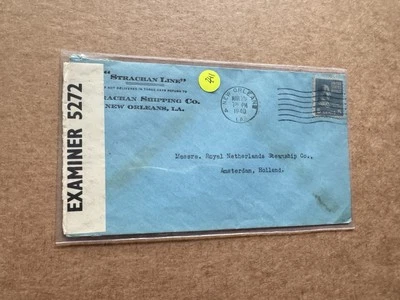 "STRACHAN LINE"
STRACHAN SHIPPING CO.
NEW ORLEANS, LA.
NEW ORLEANS
1940
LA.
Messrs. Royal Netherlands Steamship Co.,
Amsterdam, Holland.
EXAMINER 5272